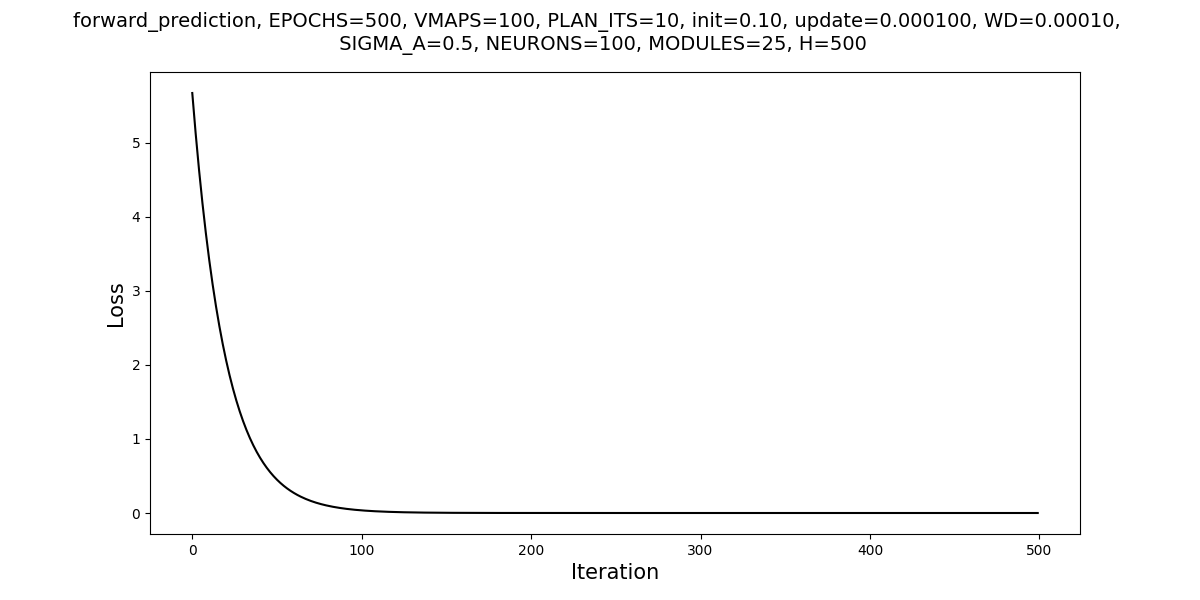 forward_prediction, EPOCHS=500, VMAPS=100, PLAN_ITS=10, init=0.10, update=0.000100, WD=0.00010,
SIGMA_A=0.5, NEURONS=100, MODULES=25, H=500
5
4
3
2
1
0
Loss
0 100 200 300 400 500
Iteration